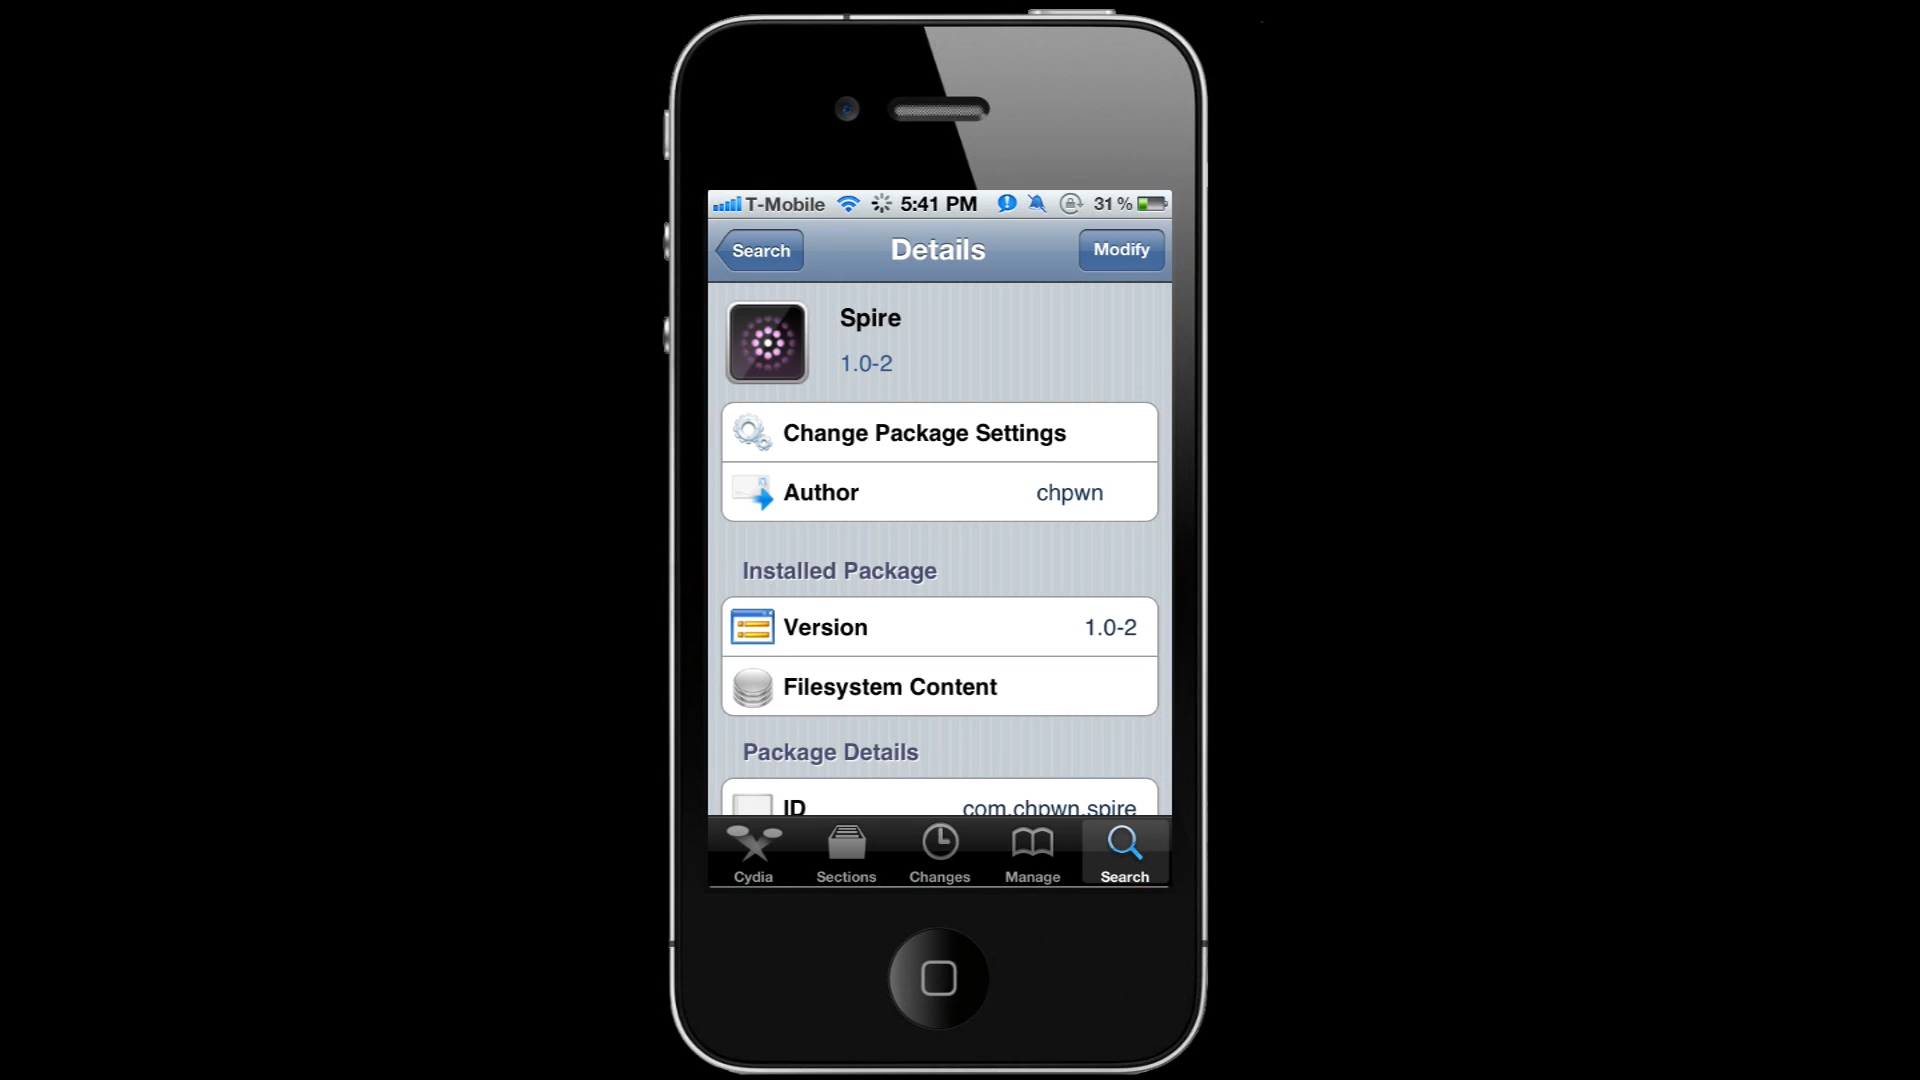 T-Mobile 5:41 PM 31%
Search Details Modify
Spire
1.0-2
Change Package Settings
Author chpwn
Installed Package
Version 1.0-2
Filesystem Content
Package Details
ID com.chpwn.spire
Cydia Sections Changes Manage Search